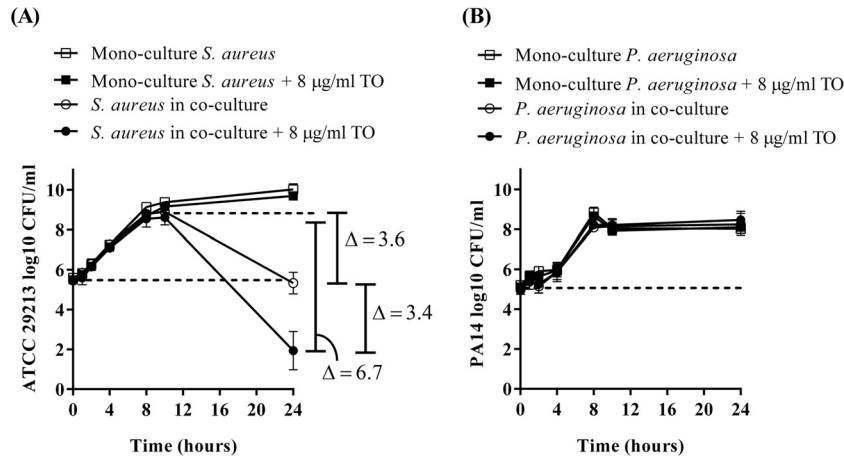 (A)
Mono-culture S. aureus
Mono-culture S. aureus + 8 μg/ml TO
S. aureus in co-culture
S. aureus in co-culture + 8 μg/ml TO
ATCC 29213 log10 CFU/ml
10
8
6
4
2
0
0 4 8 12 16 20 24
Time (hours)
Δ = 3.6
Δ = 3.4
Δ = 6.7
(B)
Mono-culture P. aeruginosa
Mono-culture P. aeruginosa + 8 μg/ml TO
P. aeruginosa in co-culture
P. aeruginosa in co-culture + 8 μg/ml TO
PA14 log10 CFU/ml
10
8
6
4
2
0
0 4 8 12 16 20 24
Time (hours)